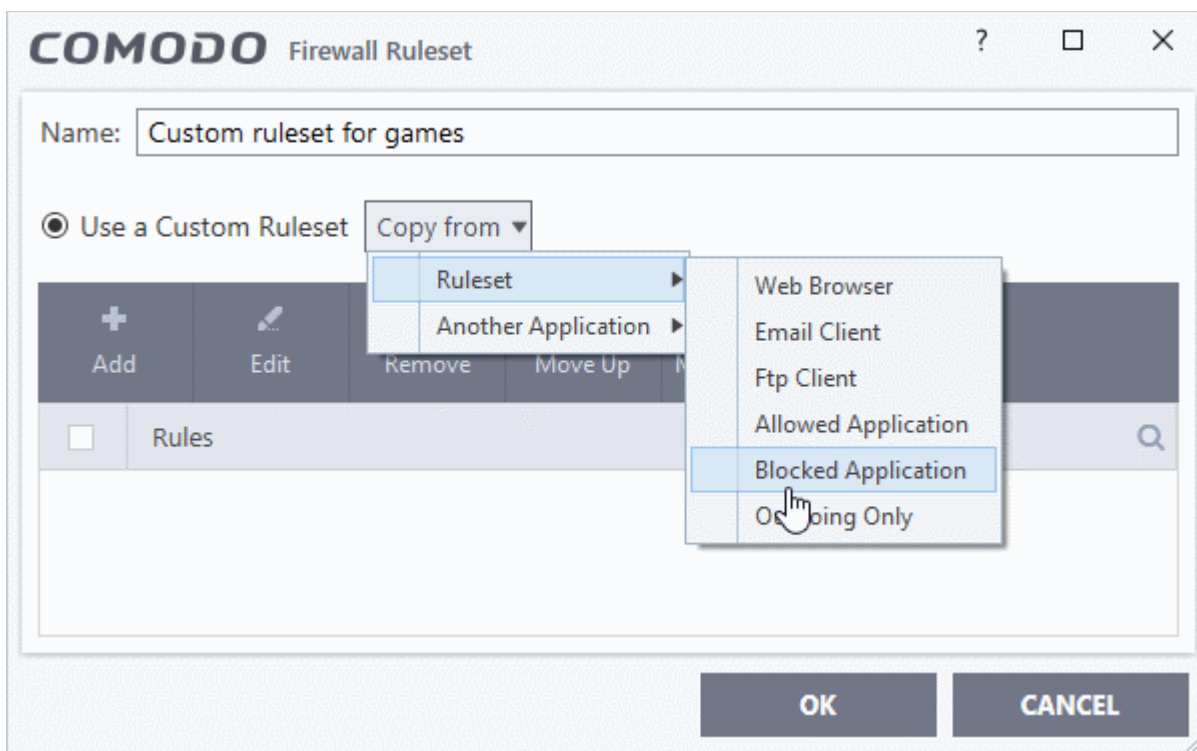 COMODO Firewall Ruleset ?
Name: Custom ruleset for games
Use a Custom Ruleset Copy from
Ruleset
Another Application
Web Browser
Email Client
Ftp Client
Allowed Application
Blocked Application
Only
Add Edit Remove Move Up
Rules
OK CANCEL